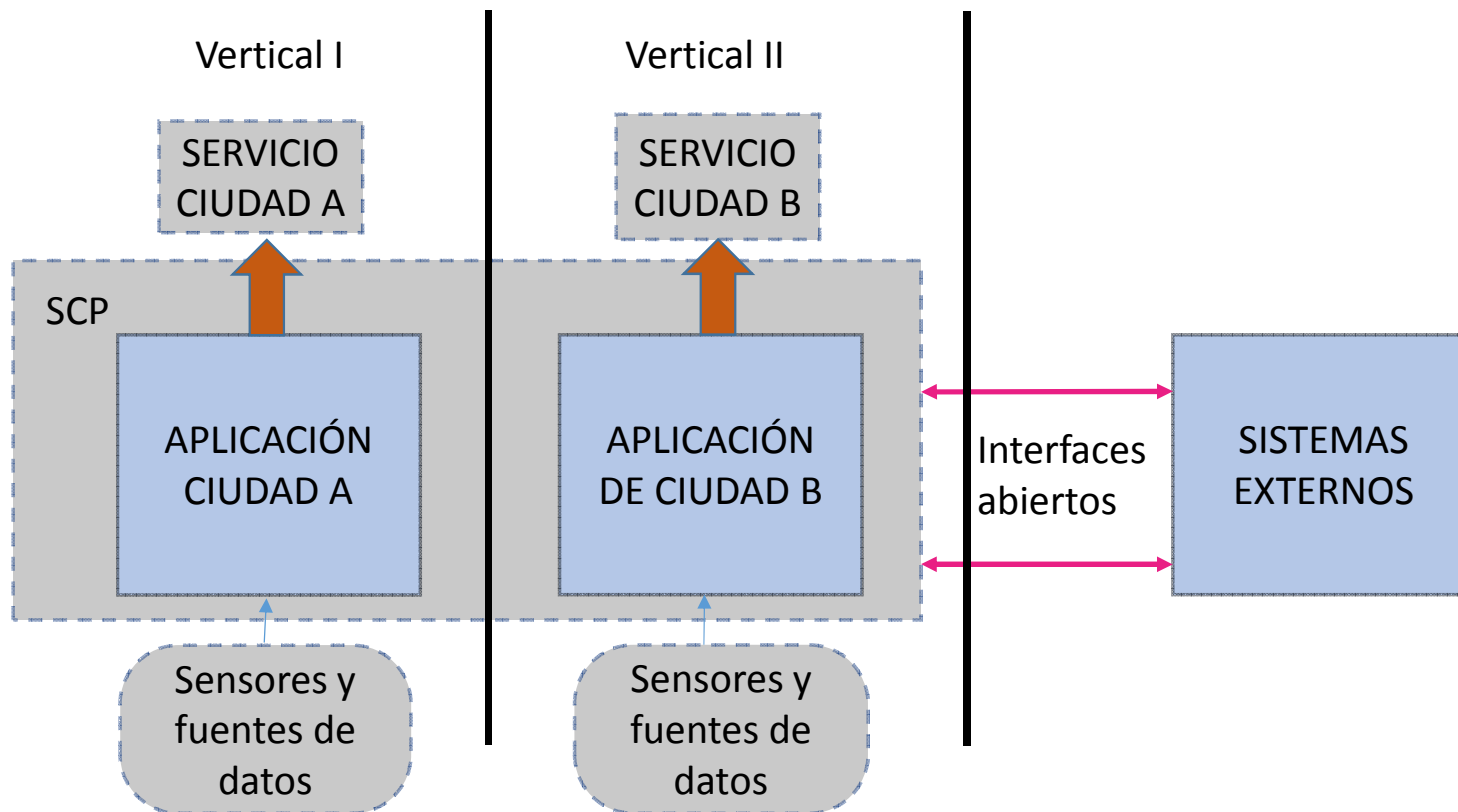 Vertical I
Vertical II
SERVICIO
CIUDAD A
SERVICIO
CIUDAD B
SCP
APLICACIÓN
CIUDAD A
APLICACIÓN
DE CIUDAD B
Interfaces
abiertos
SISTEMAS
EXTERNOS
Sensores y
fuentes de
datos
Sensores y
fuentes de
datos